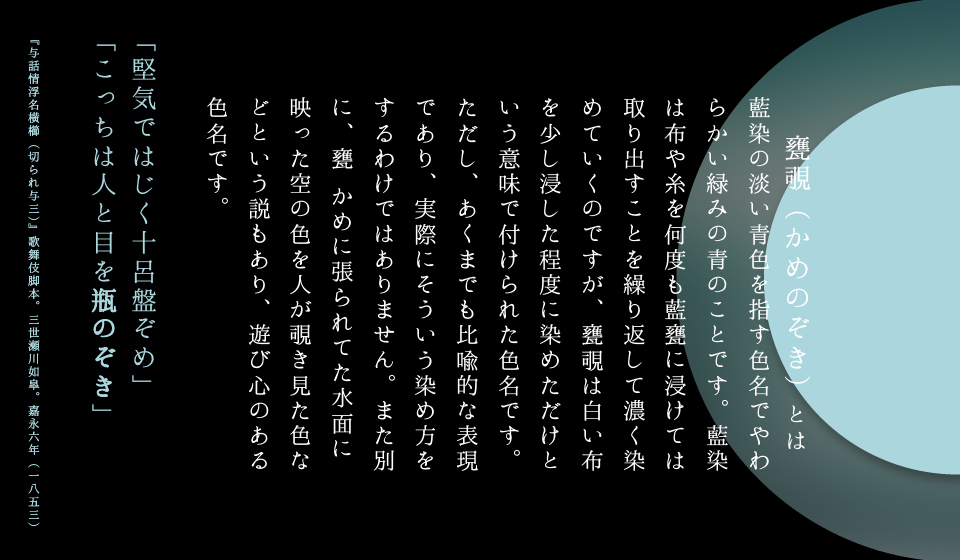 甕覗（かめのぞき）とは
藍染の淡い青色を指す色名でやわ
らかい緑みの青のことです。藍染
は布や糸を何度も藍甕に浸けては
取り出すことを繰り返して濃く染
めていくのですが、甕覗は白い布
を少し浸した程度に染めただけと
いう意味で付けられた色名です。
ただし、あくまでも比喩的な表現
であり、実際にそういう染め方を
するわけではありません。また別
に、甕 かめに張られてた水面に
映った空の色を人が覗き見た色な
どという説もあり、遊び心のある
色名です。
「堅気ではじく十呂盤ぞめ」
「こっちは人と目を瓶のぞき」
『与話情浮名横櫛（切られ与三）』歌舞伎脚本。三世瀬川如皐。嘉永六年（一八五三）